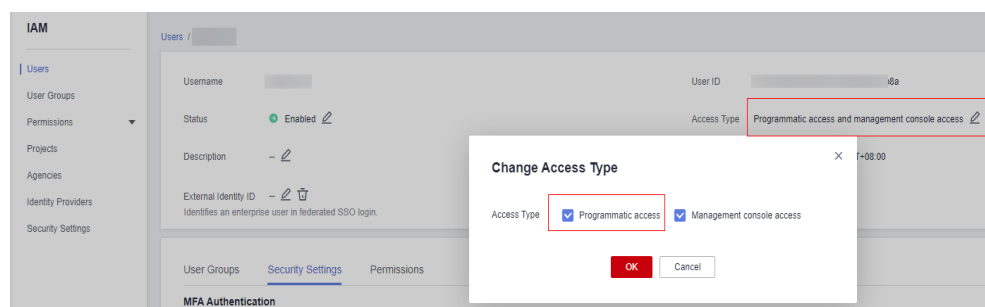 IAM
Users /
Users
User Groups
Permissions
Projects
Agencies
Identity Providers
Security Settings
Username
User ID
8a
Status
Enabled
Access Type
Programmatic access and management console access
Description
--
T+08:00
External Identity ID
--
Identifies an enterprise user in federated SSO login.
Change Access Type
Access Type
Programmatic access
Management console access
OK
Cancel
User Groups
Security Settings
Permissions
MFA Authentication